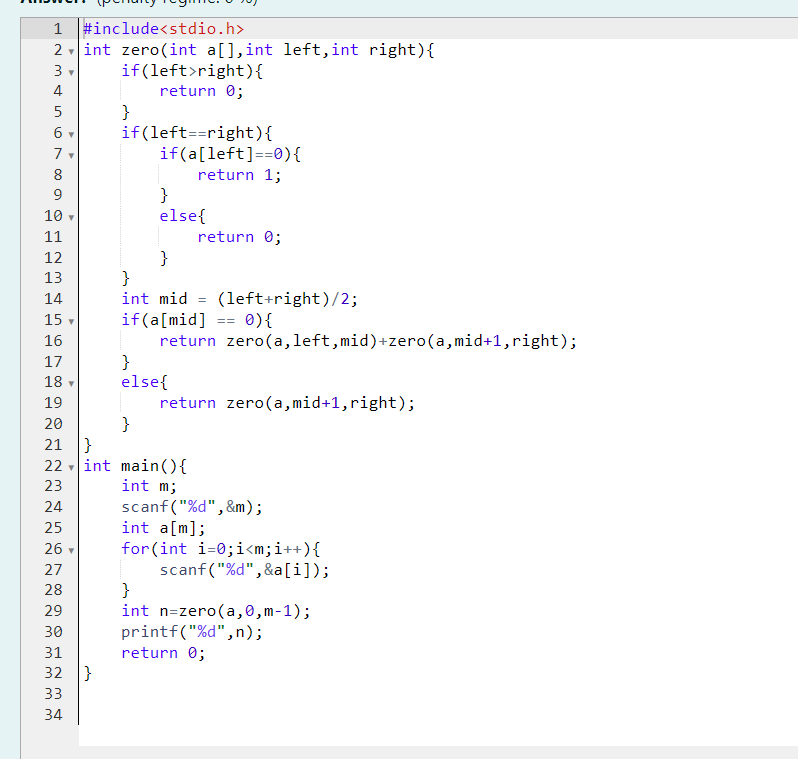 Answer: (penalty regime: 0 %)
1 #include<stdio.h>
2 int zero(int a[],int left,int right){
3     if(left>right){
4         return 0;
5     }
6     if(left==right){
7         if(a[left]==0){
8             return 1;
9         }
10         else{
11             return 0;
12         }
13     }
14     int mid = (left+right)/2;
15     if(a[mid] == 0){
16         return zero(a,left,mid)+zero(a,mid+1,right);
17     }
18     else{
19         return zero(a,mid+1,right);
20     }
21 }
22 int main(){
23     int m;
24     scanf("%d",&m);
25     int a[m];
26     for(int i=0;i<m;i++){
27         scanf("%d",&a[i]);
28     }
29     int n=zero(a,0,m-1);
30     printf("%d",n);
31     return 0;
32 }
33
34